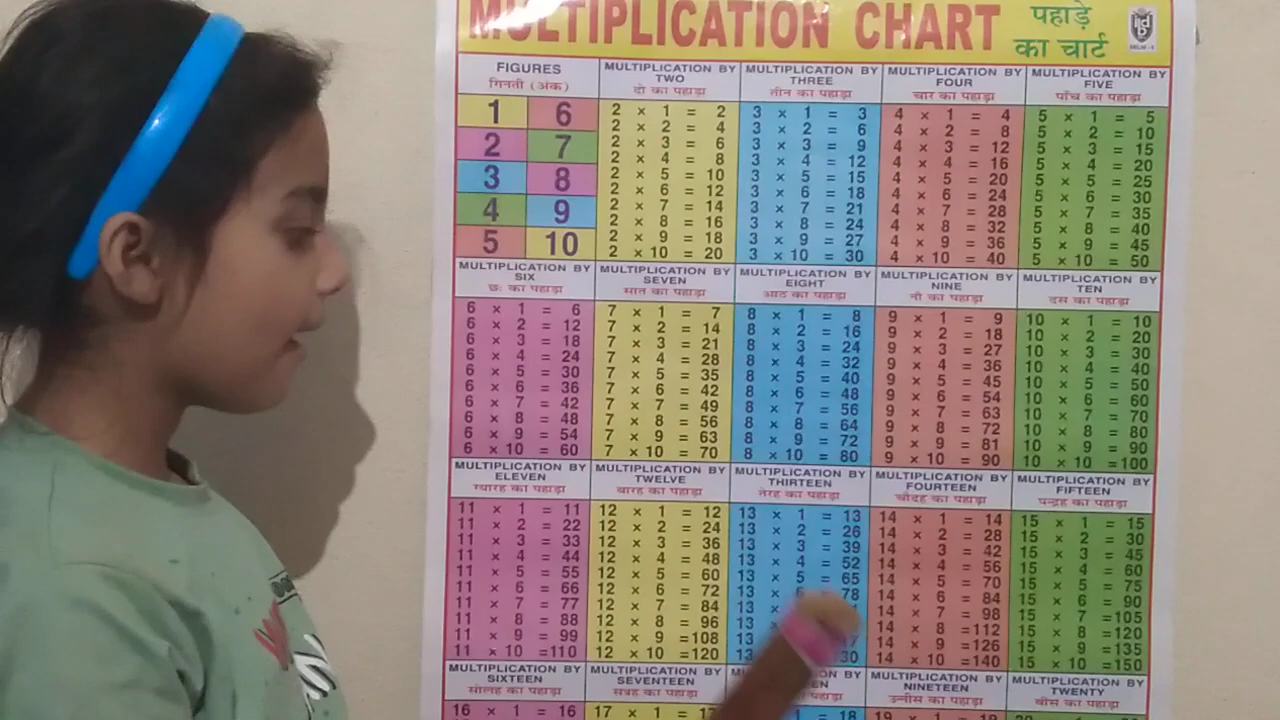 MULTIPLICATION CHART
पहाड़े
का चार्ट
FIGURES
गिनती (अंक)
1 6
2 7
3 8
4 9
5 10
MULTIPLICATION BY
TWO
दो का पहाड़ा
2 × 1 = 2
2 × 2 = 4
2 × 3 = 6
2 × 4 = 8
2 × 5 = 10
2 × 6 = 12
2 × 7 = 14
2 × 8 = 16
2 × 9 = 18
2 × 10 = 20
MULTIPLICATION BY
THREE
तीन का पहाड़ा
3 × 1 = 3
3 × 2 = 6
3 × 3 = 9
3 × 4 = 12
3 × 5 = 15
3 × 6 = 18
3 × 7 = 21
3 × 8 = 24
3 × 9 = 27
3 × 10 = 30
MULTIPLICATION BY
FOUR
चार का पहाड़ा
4 × 1 = 4
4 × 2 = 8
4 × 3 = 12
4 × 4 = 16
4 × 5 = 20
4 × 6 = 24
4 × 7 = 28
4 × 8 = 32
4 × 9 = 36
4 × 10 = 40
MULTIPLICATION BY
FIVE
पाँच का पहाड़ा
5 × 1 = 5
5 × 2 = 10
5 × 3 = 15
5 × 4 = 20
5 × 5 = 25
5 × 6 = 30
5 × 7 = 35
5 × 8 = 40
5 × 9 = 45
5 × 10 = 50
MULTIPLICATION BY
SIX
छः का पहाड़ा
6 × 1 = 6
6 × 2 = 12
6 × 3 = 18
6 × 4 = 24
6 × 5 = 30
6 × 6 = 36
6 × 7 = 42
6 × 8 = 48
6 × 9 = 54
6 × 10 = 60
MULTIPLICATION BY
SEVEN
सात का पहाड़ा
7 × 1 = 7
7 × 2 = 14
7 × 3 = 21
7 × 4 = 28
7 × 5 = 35
7 × 6 = 42
7 × 7 = 49
7 × 8 = 56
7 × 9 = 63
7 × 10 = 70
MULTIPLICATION BY
EIGHT
आठ का पहाड़ा
8 × 1 = 8
8 × 2 = 16
8 × 3 = 24
8 × 4 = 32
8 × 5 = 40
8 × 6 = 48
8 × 7 = 56
8 × 8 = 64
8 × 9 = 72
8 × 10 = 80
MULTIPLICATION BY
NINE
नौ का पहाड़ा
9 × 1 = 9
9 × 2 = 18
9 × 3 = 27
9 × 4 = 36
9 × 5 = 45
9 × 6 = 54
9 × 7 = 63
9 × 8 = 72
9 × 9 = 81
9 × 10 = 90
MULTIPLICATION BY
TEN
दस का पहाड़ा
10 × 1 = 10
10 × 2 = 20
10 × 3 = 30
10 × 4 = 40
10 × 5 = 50
10 × 6 = 60
10 × 7 = 70
10 × 8 = 80
10 × 9 = 90
10 × 10 =100
MULTIPLICATION BY
ELEVEN
ग्यारह का पहाड़ा
11 × 1 = 11
11 × 2 = 22
11 × 3 = 33
11 × 4 = 44
11 × 5 = 55
11 × 6 = 66
11 × 7 = 77
11 × 8 = 88
11 × 9 = 99
11 × 10 =110
MULTIPLICATION BY
TWELVE
बारह का पहाड़ा
12 × 1 = 12
12 × 2 = 24
12 × 3 = 36
12 × 4 = 48
12 × 5 = 60
12 × 6 = 72
12 × 7 = 84
12 × 8 = 96
12 × 9 =108
12 × 10 =120
MULTIPLICATION BY
THIRTEEN
तेरह का पहाड़ा
13 × 1 = 13
13 × 2 = 26
13 × 3 = 39
13 × 4 = 52
13 × 5 = 65
13 × 78
13 ×
13
13
13
MULTIPLICATION BY
FOURTEEN
चौदह का पहाड़ा
14 × 1 = 14
14 × 2 = 28
14 × 3 = 42
14 × 4 = 56
14 × 5 = 70
14 × 6 = 84
14 × 7 = 98
14 × 8 =112
14 × 9 =126
14 × 10 =140
MULTIPLICATION BY
FIFTEEN
पन्द्रह का पहाड़ा
15 × 1 = 15
15 × 2 = 30
15 × 3 = 45
15 × 4 = 60
15 × 5 = 75
15 × 6 = 90
15 × 7 =105
15 × 8 =120
15 × 9 =135
15 × 10 =150
MULTIPLICATION BY
SIXTEEN
सोलह का पहाड़ा
16 × 1 = 16
MULTIPLICATION BY
SEVENTEEN
सत्रह का पहाड़ा
17 × 1 =
MULTIPLICATION BY
पहाड़ा
1 = 18
MULTIPLICATION BY
NINETEEN
उन्नीस का पहाड़ा
19 × 1 = 19
MULTIPLICATION BY
TWENTY
बीस का पहाड़ा